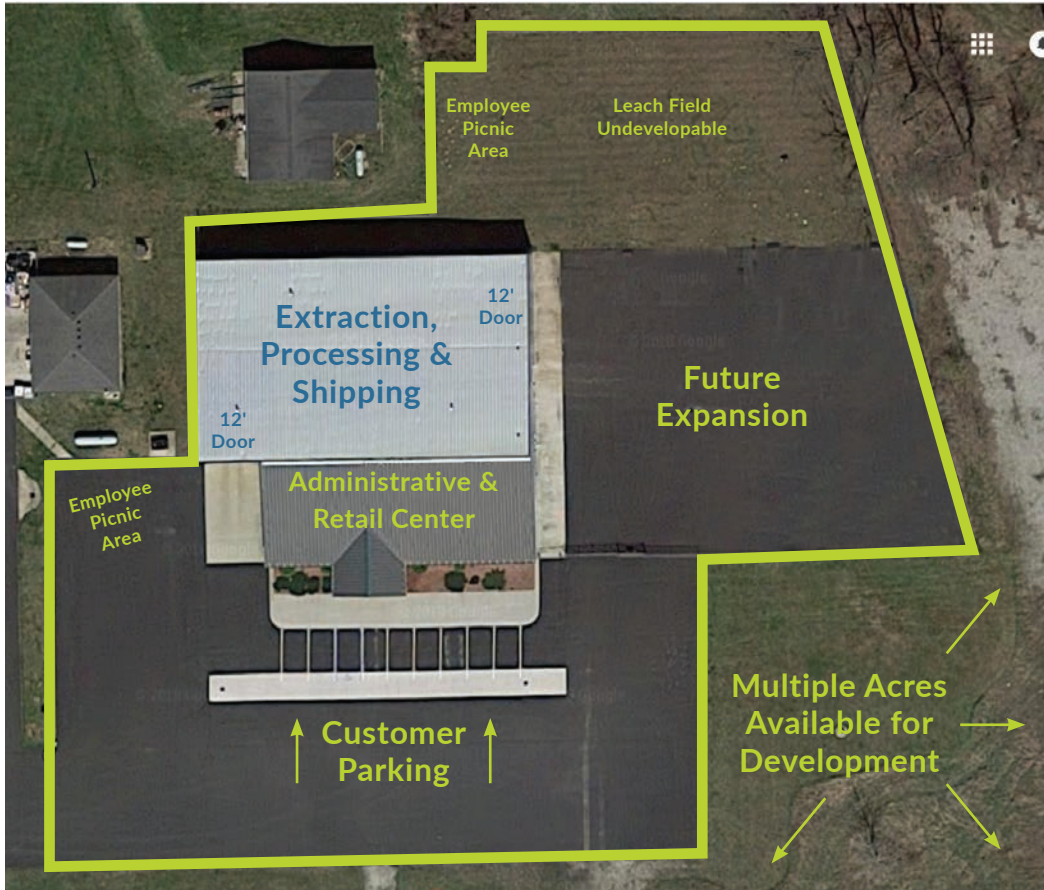 Employee
Picnic
Area
Leach Field
Undevelopable
Extraction,
Processing &
Shipping
12'
Door
12'
Door
Future
Expansion
Administrative &
Retail Center
Employee
Picnic
Area
Customer
Parking
Multiple Acres
Available for
Development